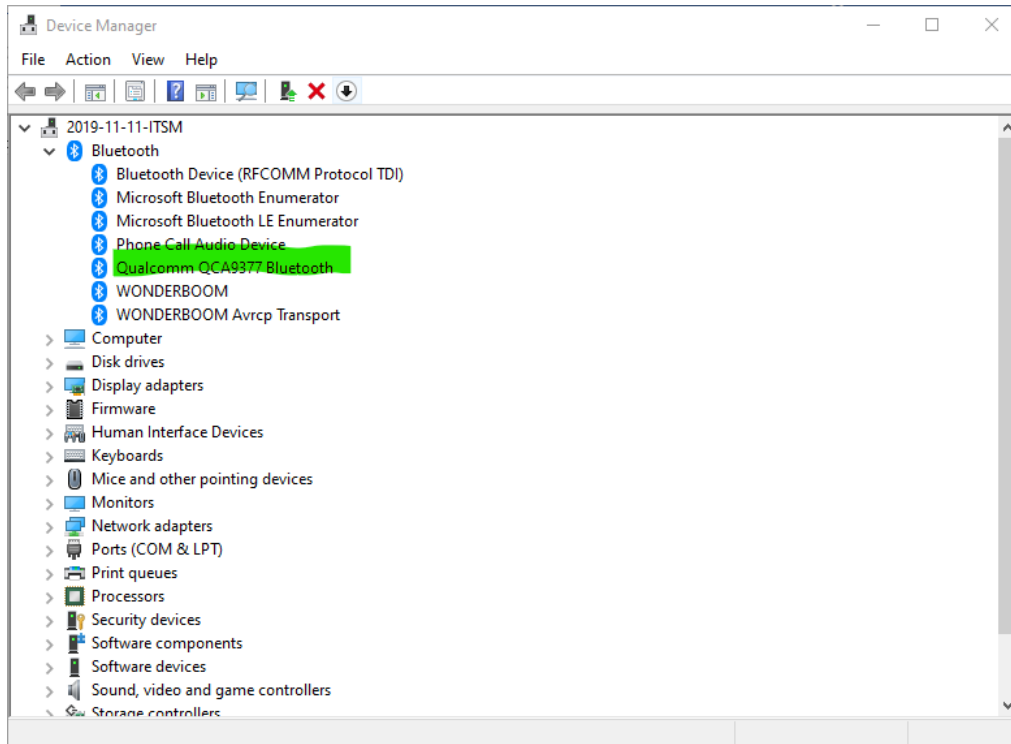 Device Manager
File Action View Help
2019-11-11-ITSM
Bluetooth
Bluetooth Device (RFCOMM Protocol TDI)
Microsoft Bluetooth Enumerator
Microsoft Bluetooth LE Enumerator
Phone Call Audio Device
Qualcomm QCA9377 Bluetooth
WONDERBOOM
WONDERBOOM Avrcp Transport
Computer
Disk drives
Display adapters
Firmware
Human Interface Devices
Keyboards
Mice and other pointing devices
Monitors
Network adapters
Ports (COM & LPT)
Print queues
Processors
Security devices
Software components
Software devices
Sound, video and game controllers
Storage controllers